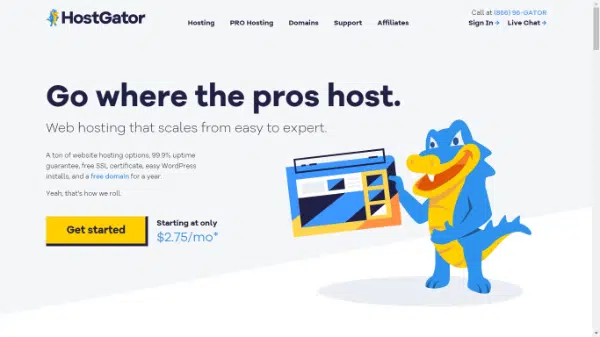 HostGator
Hosting PRO Hosting Domains Support Affiliates
Call at (866) 96-GATOR
Sign In → Live Chat →
Go where the pros host.
Web hosting that scales from easy to expert.
A ton of website hosting options, 99.9% uptime
guarantee, free SSL certificate, easy WordPress
installs, and a free domain for a year.
Yeah, that's how we roll.
Get started
Starting at only
$2.75/mo*